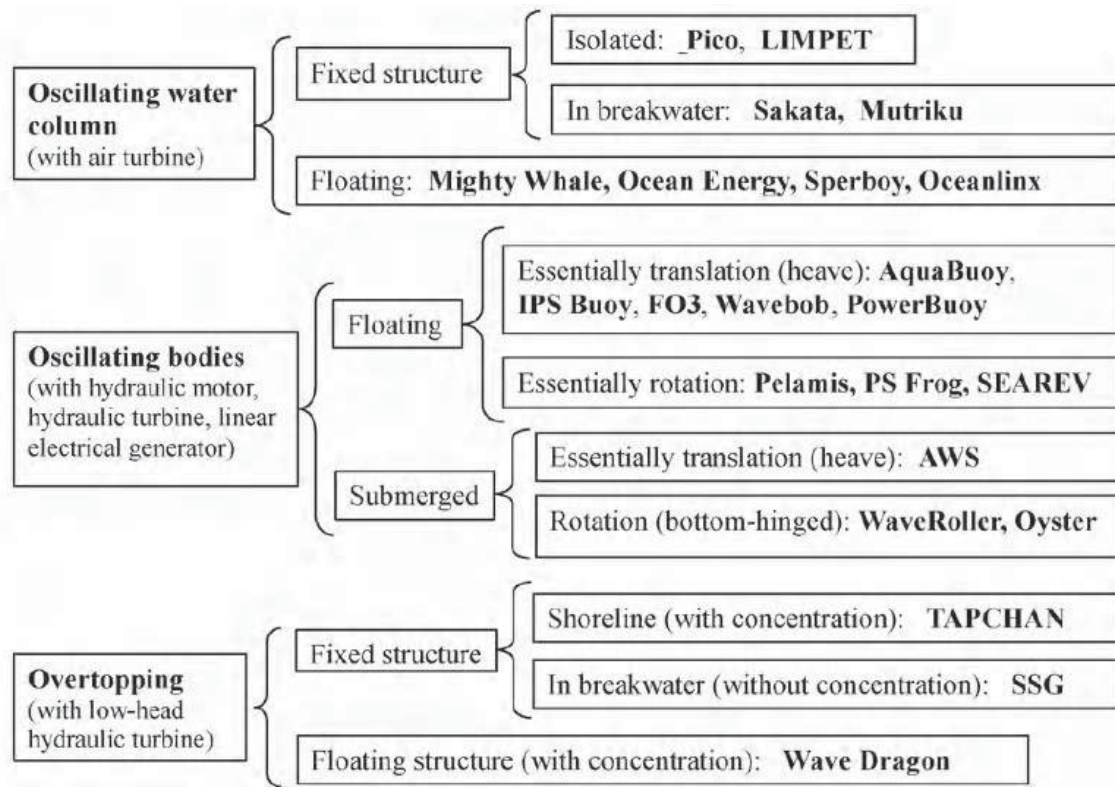 Oscillating water
column
(with air turbine)
Fixed structure
Isolated: _Pico, LIMPET
In breakwater: Sakata, Mutriku
Floating: Mighty Whale, Ocean Energy, Sperboy, Oceanlinx
Oscillating bodies
(with hydraulic motor,
hydraulic turbine, linear
electrical generator)
Floating
Essentially translation (heave): AquaBuoy,
IPS Buoy, FO3, Wavebob, PowerBuoy
Essentially rotation: Pelamis, PS Frog, SEAREV
Submerged
Essentially translation (heave): AWS
Rotation (bottom-hinged): WaveRoller, Oyster
Overtopping
(with low-head
hydraulic turbine)
Fixed structure
Shoreline (with concentration): TAPCHAN
In breakwater (without concentration): SSG
Floating structure (with concentration): Wave Dragon